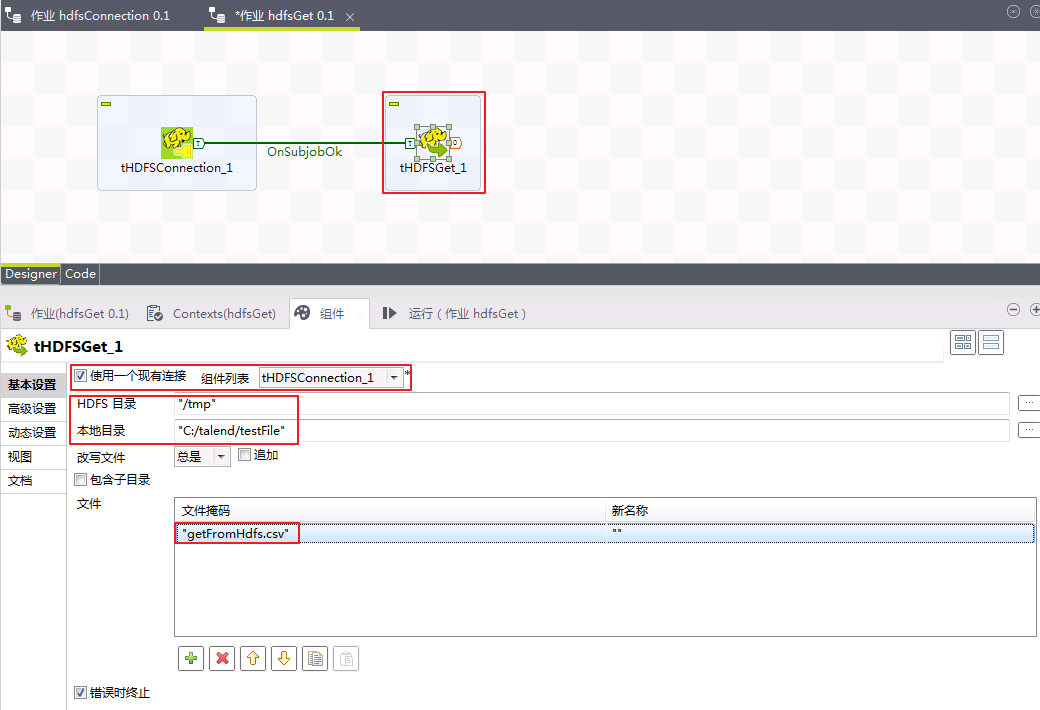 作业 hdfsConnection 0.1 *作业 hdfsGet 0.1
T T O
OnSubjobOk
tHDFSConnection_1 tHDFSGet_1
Designer Code
作业(hdfsGet 0.1) Contexts(hdfsGet) 组件 运行 ( 作业 hdfsGet )
tHDFSGet_1
基本设置
高级设置
动态设置
视图
文档
使用一个现有连接 组件列表 tHDFSConnection_1 *
HDFS 目录 "/tmp" ...
本地目录 "C:/talend/testFile" ...
改写文件 总是 追加
包含子目录
文件
文件掩码 新名称
"getFromHdfs.csv" ""
错误时终止